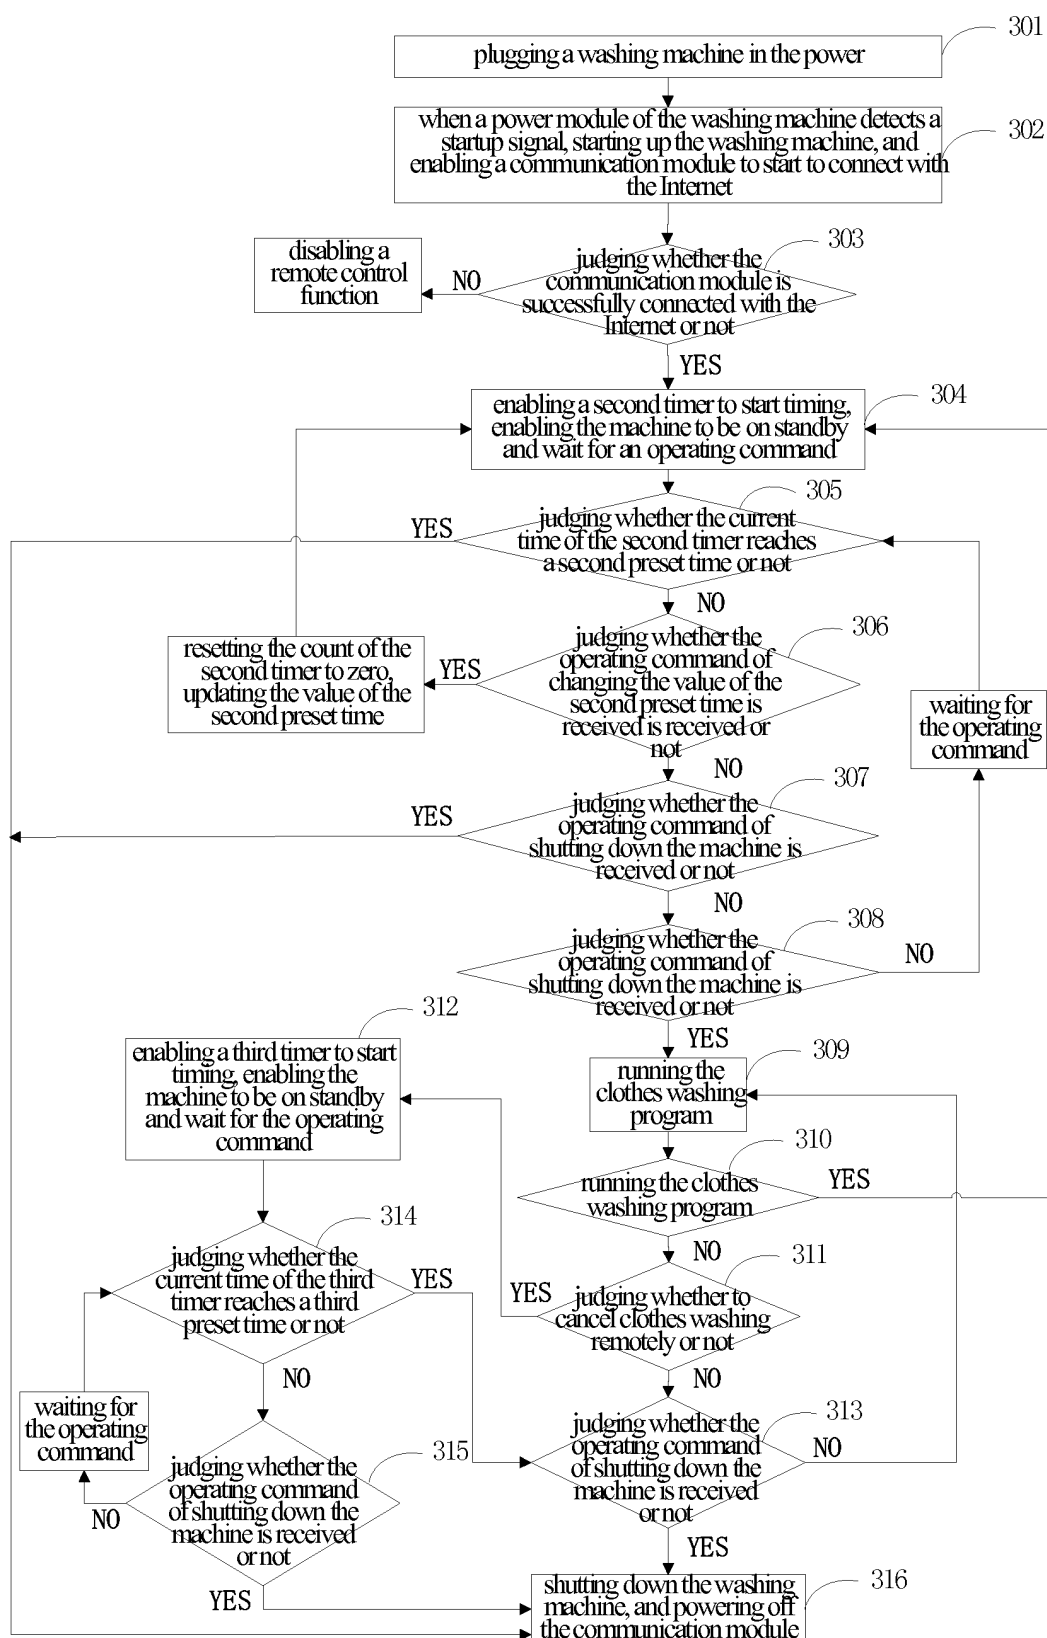 301
plugging a washing machine in the power
302
when a power module of the washing machine detects a
startup signal, starting up the washing machine, and
enabling a communication module to start to connect with
the Internet
303
judging whether the
communication module is
successfully connected with the
Internet or not
NO
disabling a
remote control
function
YES
304
enabling a second timer to start timing,
enabling the machine to be on standby
and wait for an operating command
305
judging whether the current
time of the second timer reaches
a second preset time or not
YES
NO
306
judging whether the
operating command of
changing the value of the
second preset time is
received is received or
not
YES
resetting the count of the
second timer to zero,
updating the value of the
second preset time
waiting for
the operating
command
NO
307
judging whether the
operating command of
shutting down the machine is
received or not
YES
NO
308
judging whether the
operating command of
shutting down the machine is
received or not
NO
YES
309
running the
clothes washing
program
312
enabling a third timer to start
timing, enabling the
machine to be on standby
and wait for the operating
command
310
running the clothes
washing program
YES
NO
311
judging whether to
cancel clothes washing
remotely or not
YES
NO
314
judging whether the
current time of the third
timer reaches a third
preset time or not
YES
NO
waiting for
the operating
command
313
judging whether the
operating command
of shutting down the
machine is received
or not
NO
YES
315
judging whether the
operating command
of shutting down the
machine is received
or not
NO
YES
316
shutting down the washing
machine, and powering off
the communication module